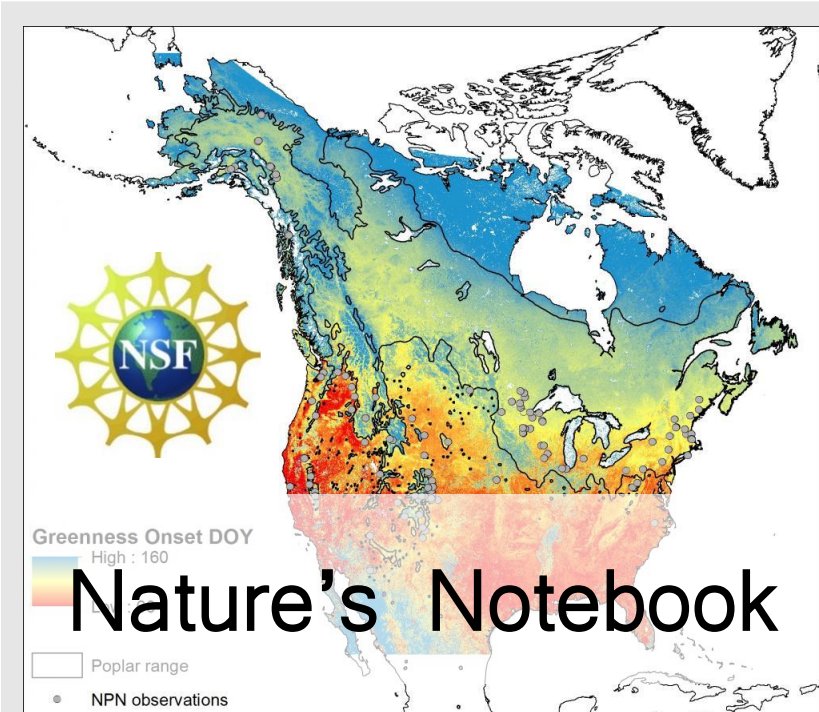 NSF
Greenness Onset DOY
High : 160
Nature's Notebook
Poplar range
NPN observations